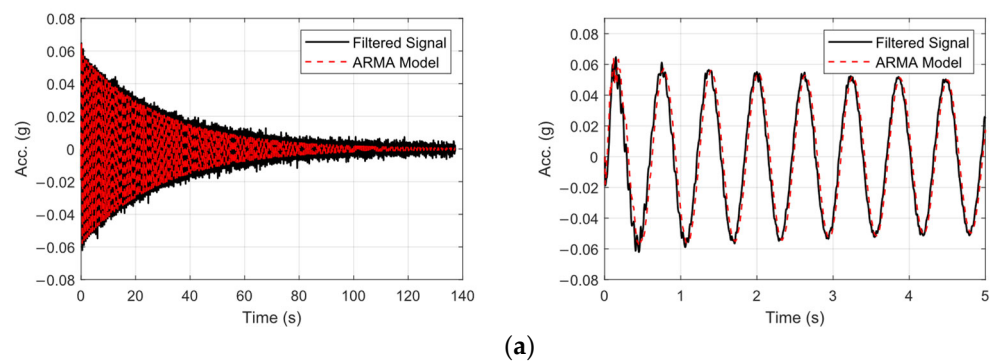 0.08
0.06
0.04
0.02
0
−0.02
−0.04
−0.06
−0.08
Acc. (g)
Filtered Signal
ARMA Model
0 20 40 60 80 100 120 140
Time (s)
0.08
0.06
0.04
0.02
0
−0.02
−0.04
−0.06
−0.08
Acc. (g)
Filtered Signal
ARMA Model
0 1 2 3 4 5
Time (s)
(a)